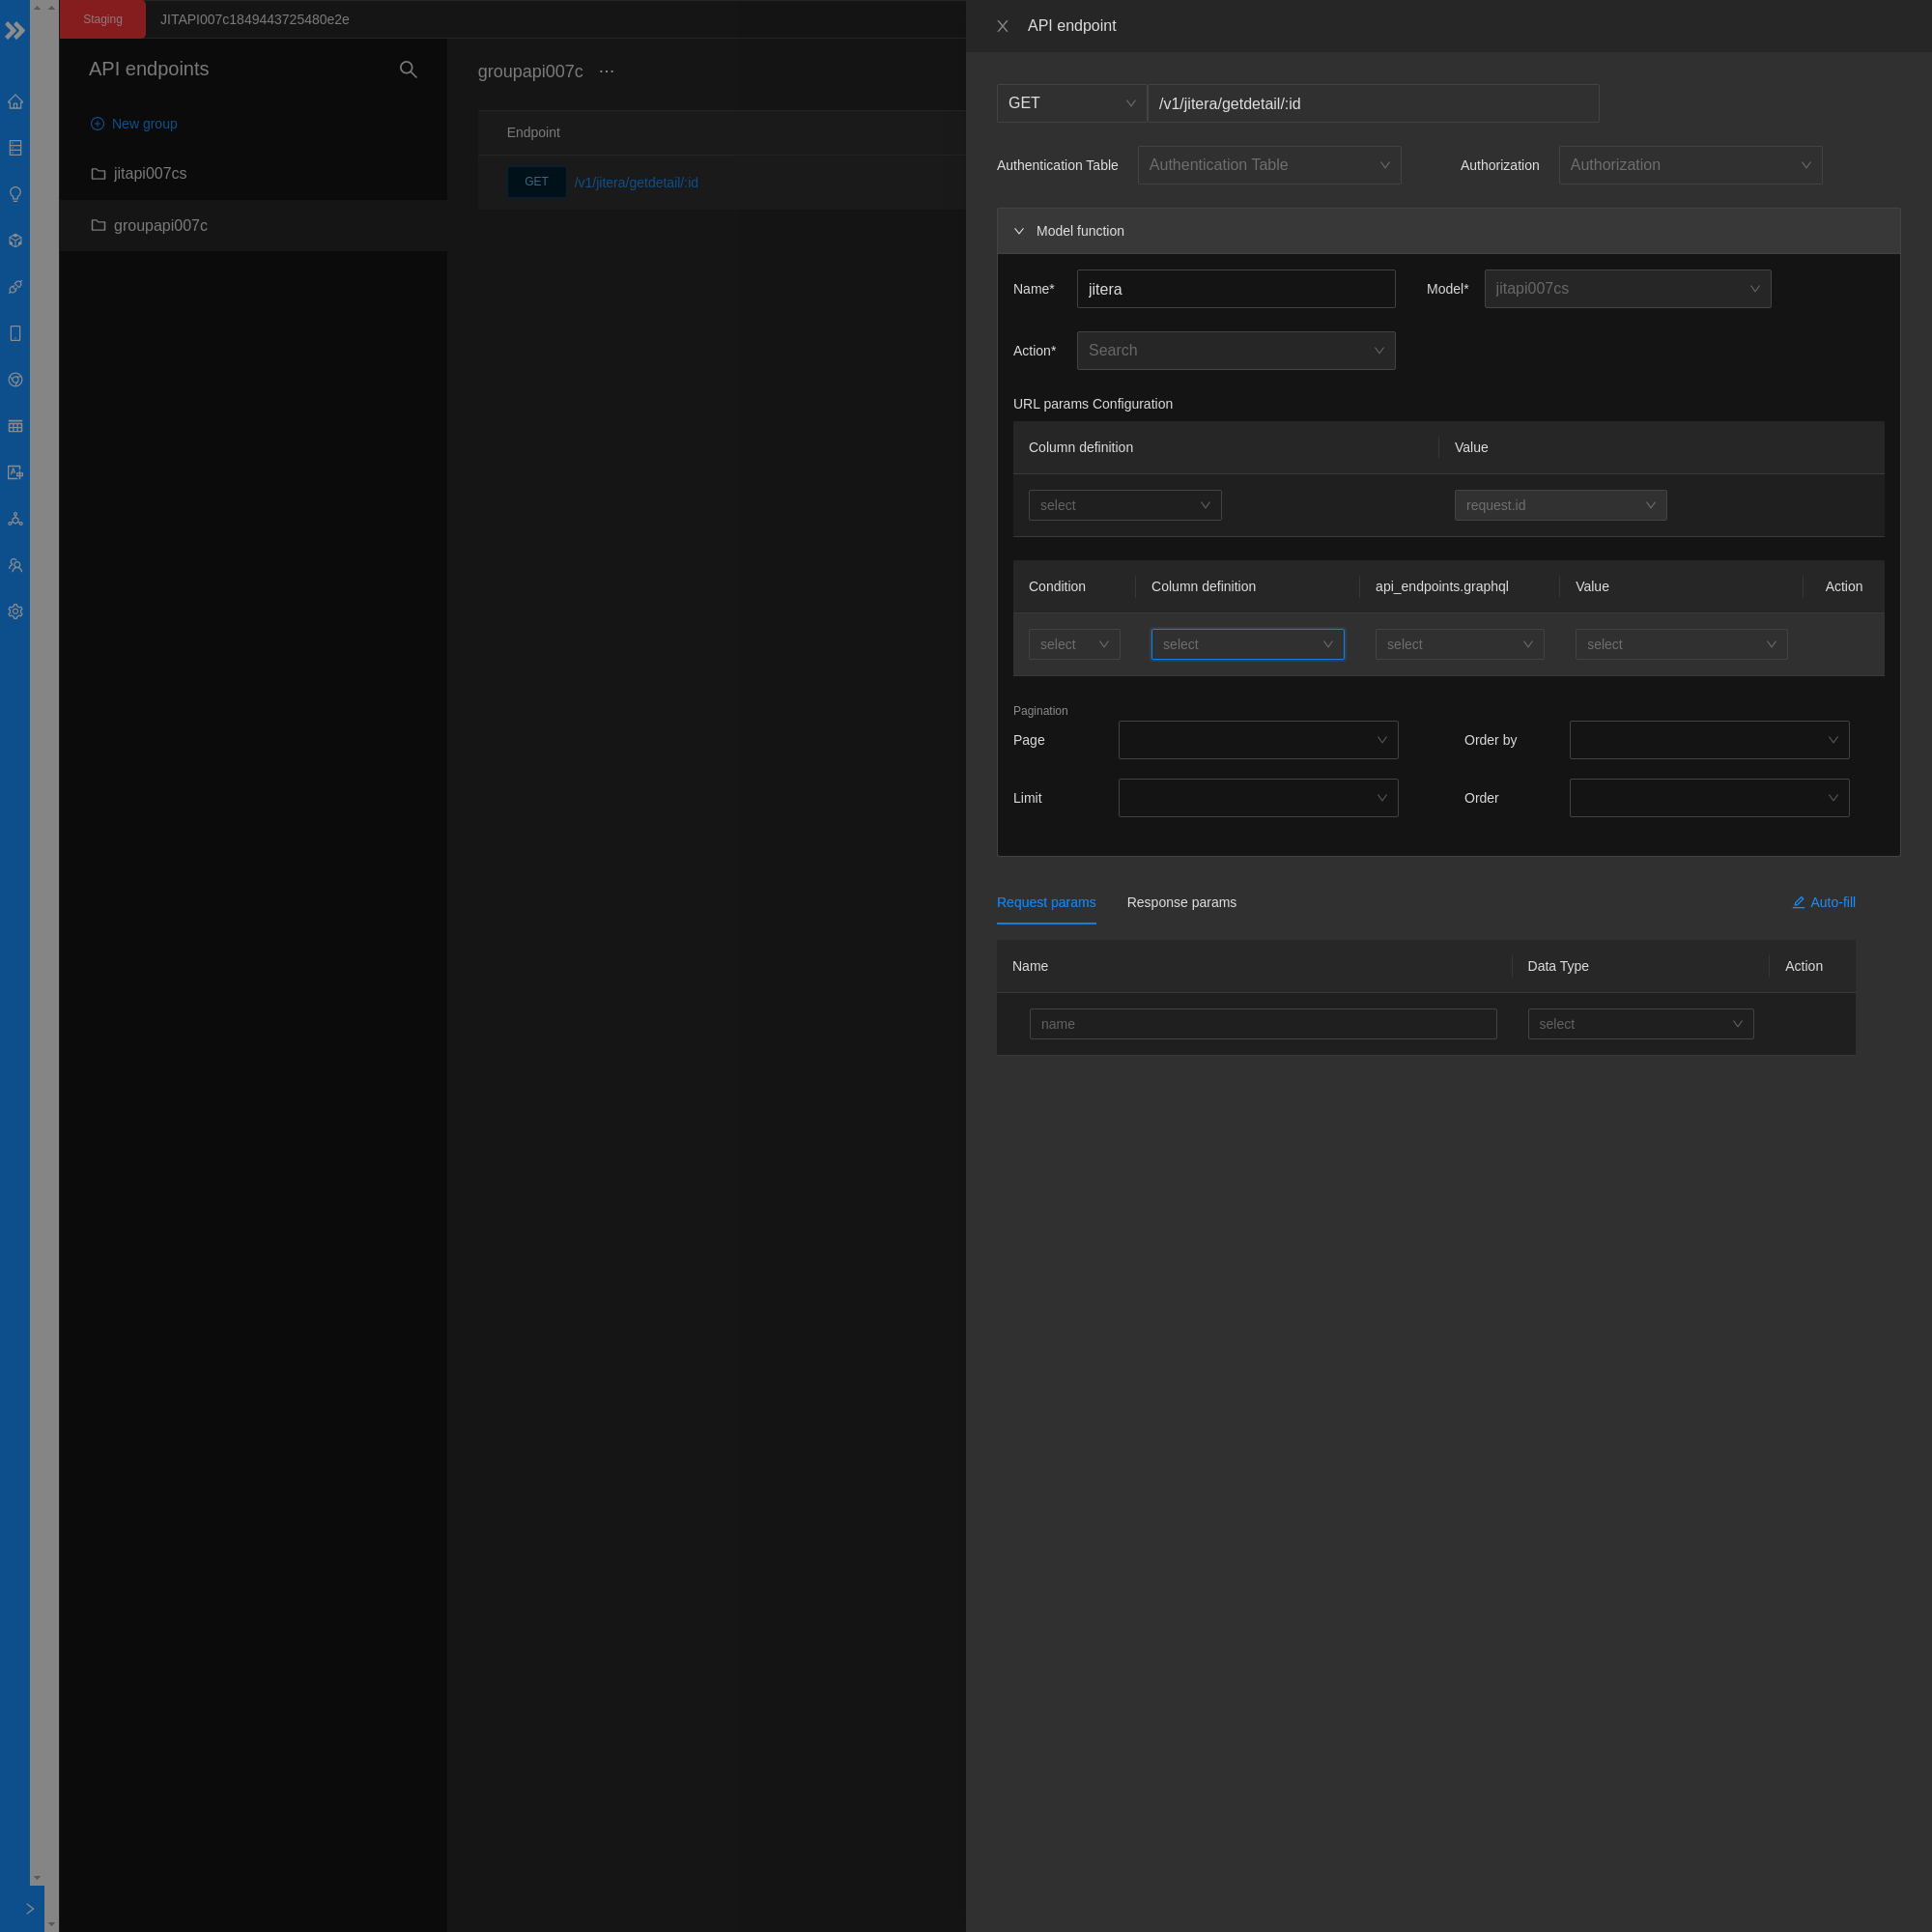 Staging
JITAPI007c1849443725480e2e
API endpoints
New group
jitapi007cs
groupapi007c
groupapi007c ···
Endpoint
GET /v1/jitera/getdetail/:id
API endpoint
GET /v1/jitera/getdetail/:id
Authentication Table Authentication Table Authorization Authorization
Model function
Name* jitera Model* jitapi007cs
Action* Search
URL params Configuration
Column definition Value
select request.id
Condition Column definition api_endpoints.graphql Value Action
select select select select
Pagination
Page Order by
Limit Order
Request params Response params Auto-fill
Name Data Type Action
name select